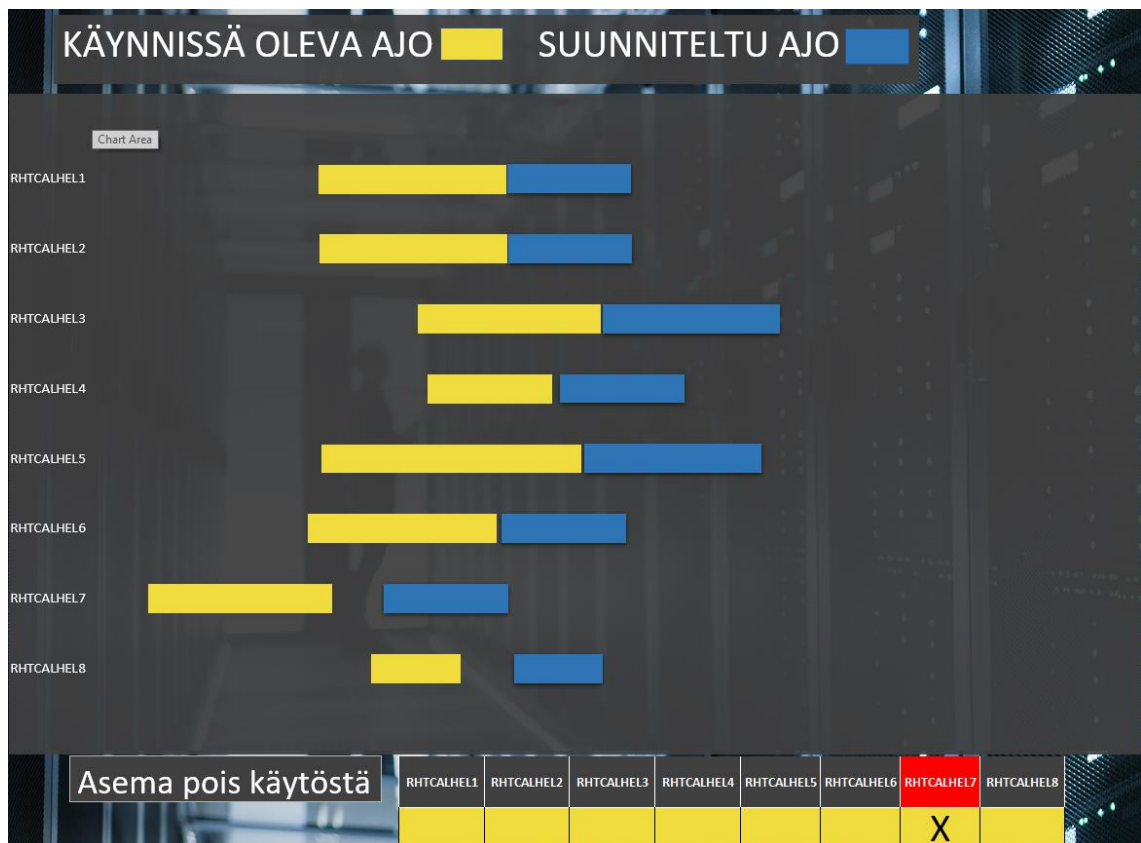 KÄYNNISSÄ OLEVA AJO SUUNNITELTU AJO
Chart Area
RHTCALHEL1
RHTCALHEL2
RHTCALHEL3
RHTCALHEL4
RHTCALHEL5
RHTCALHEL6
RHTCALHEL7
RHTCALHEL8
Asema pois käytöstä RHTCALHEL1 RHTCALHEL2 RHTCALHEL3 RHTCALHEL4 RHTCALHEL5 RHTCALHEL6 RHTCALHEL7 RHTCALHEL8
X